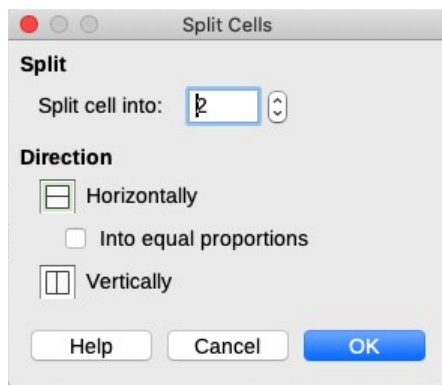 Split Cells
Split
Split cell into: 2
Direction
Horizontally
Into equal proportions
Vertically
Help Cancel OK